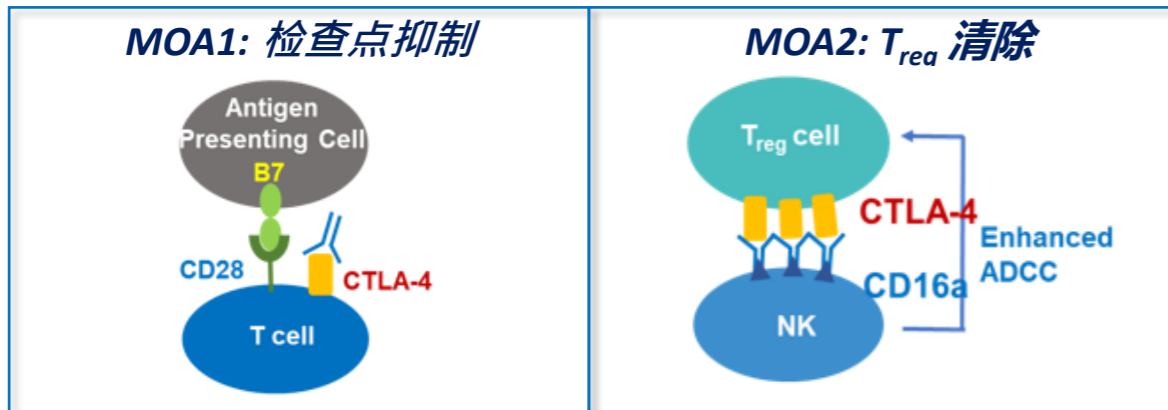 MOA1: 检查点抑制
Antigen
Presenting Cell
B7
CD28
CTLA-4
T cell
MOA2: Treg 清除
Treg cell
CTLA-4
Enhanced
ADCC
CD16a
NK